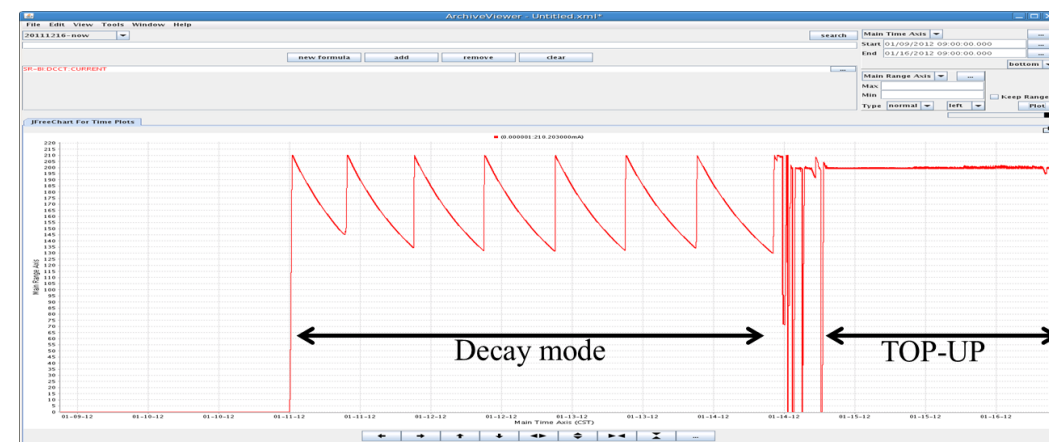 ArchiveViewer - Untitled.xml*
File Edit View Tools Window Help
20111216-now
search
Main Time Axis
...
Start 01/09/2012 09:00:00.000
...
End 01/16/2012 09:00:00.000
...
new formula add remove clear
bottom
SR-BI:DCCT:CURRENT
...
Main Range Axis
...
Max
Min
Keep Range
Type normal left
Plot
JFreeChart For Time Plots
(0.000001:210.203000mA)
220
215
210
205
200
195
190
185
180
175
170
165
160
155
150
145
140
135
130
125
120
115
110
105
100
95
90
85
80
75
70
65
60
55
50
45
40
35
30
25
20
15
10
5
0
Main Range Axis
Decay mode
TOP-UP
01-09-12 01-10-12 01-10-12 01-11-12 01-11-12 01-12-12 01-12-12 01-13-12 01-13-12 01-14-12 01-14-12 01-15-12 01-15-12 01-16-12
Main Time Axis (CST)
...